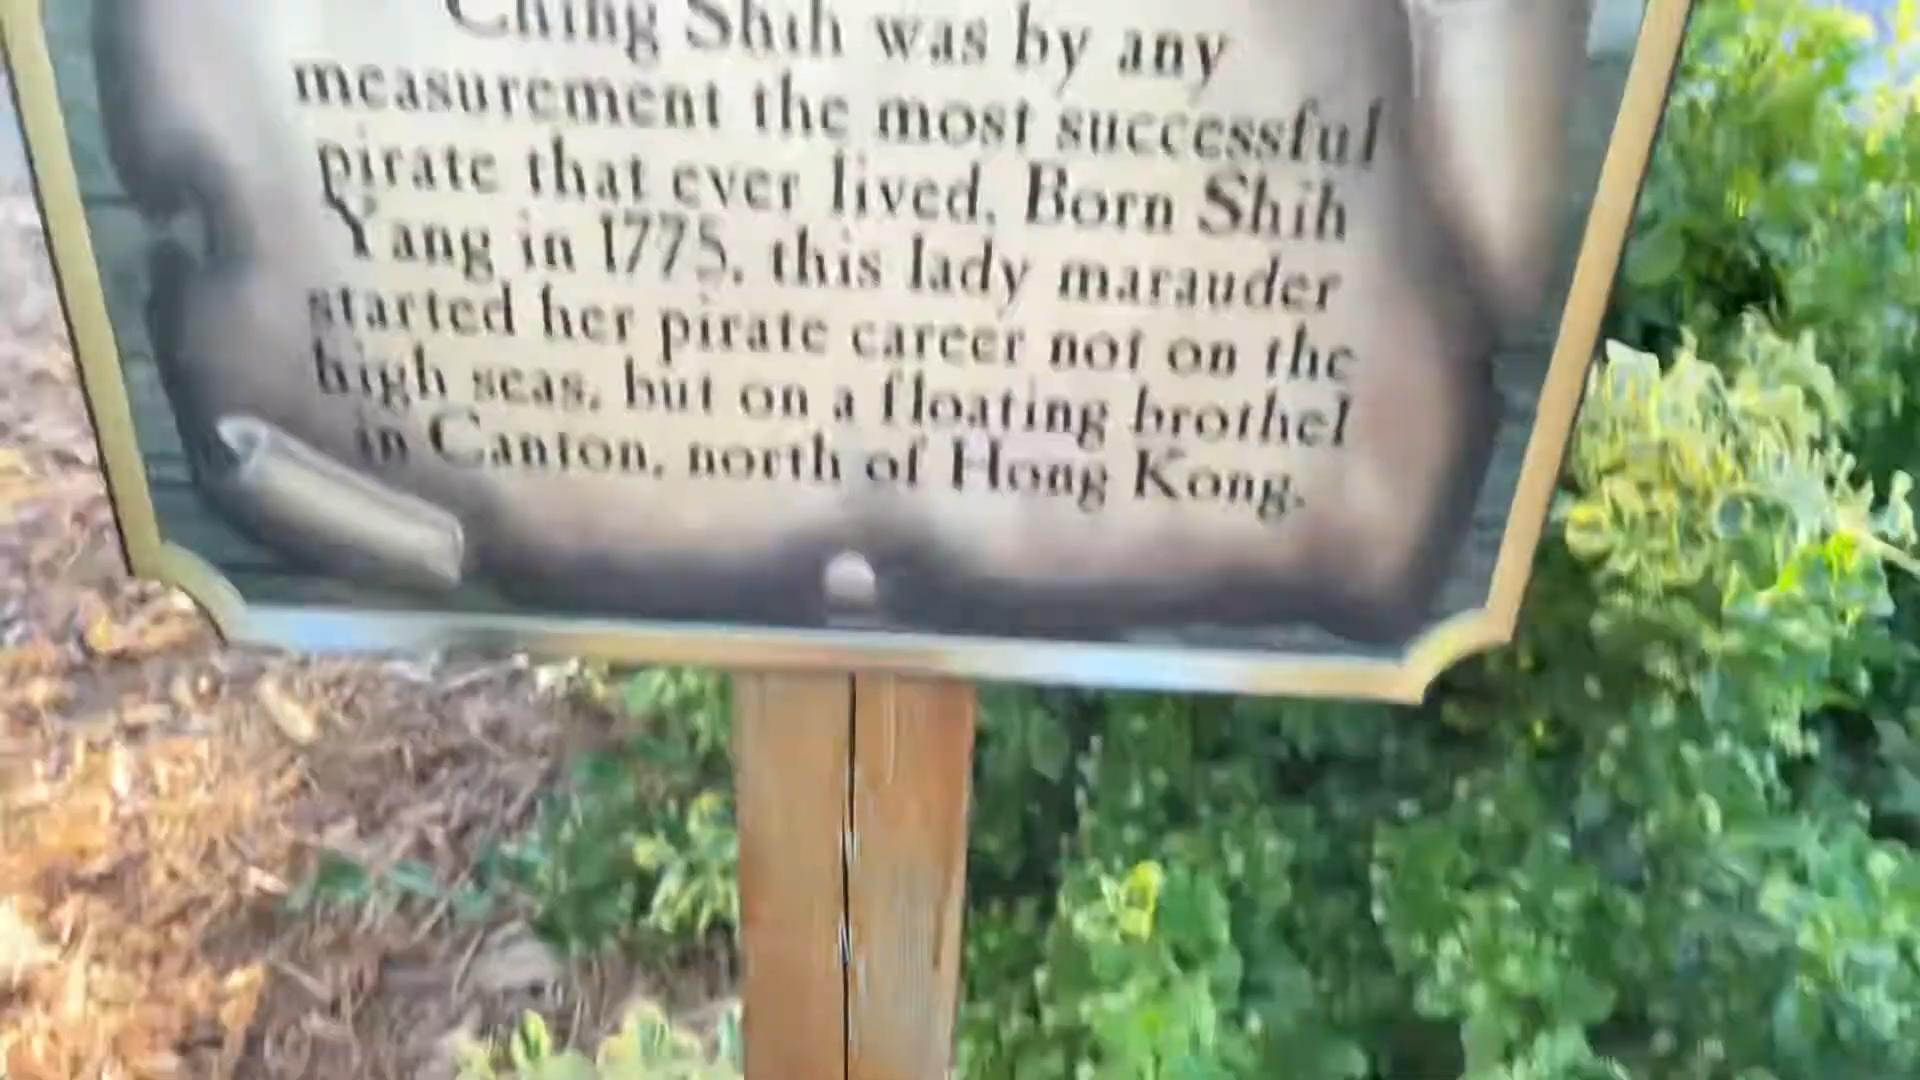 Ching Shih was by any
measurement the most successful
pirate that ever lived. Born Shih
Yang in 1775, this lady marauder
started her pirate career not on the
high seas, but on a floating brothel
in Canton, north of Hong Kong.